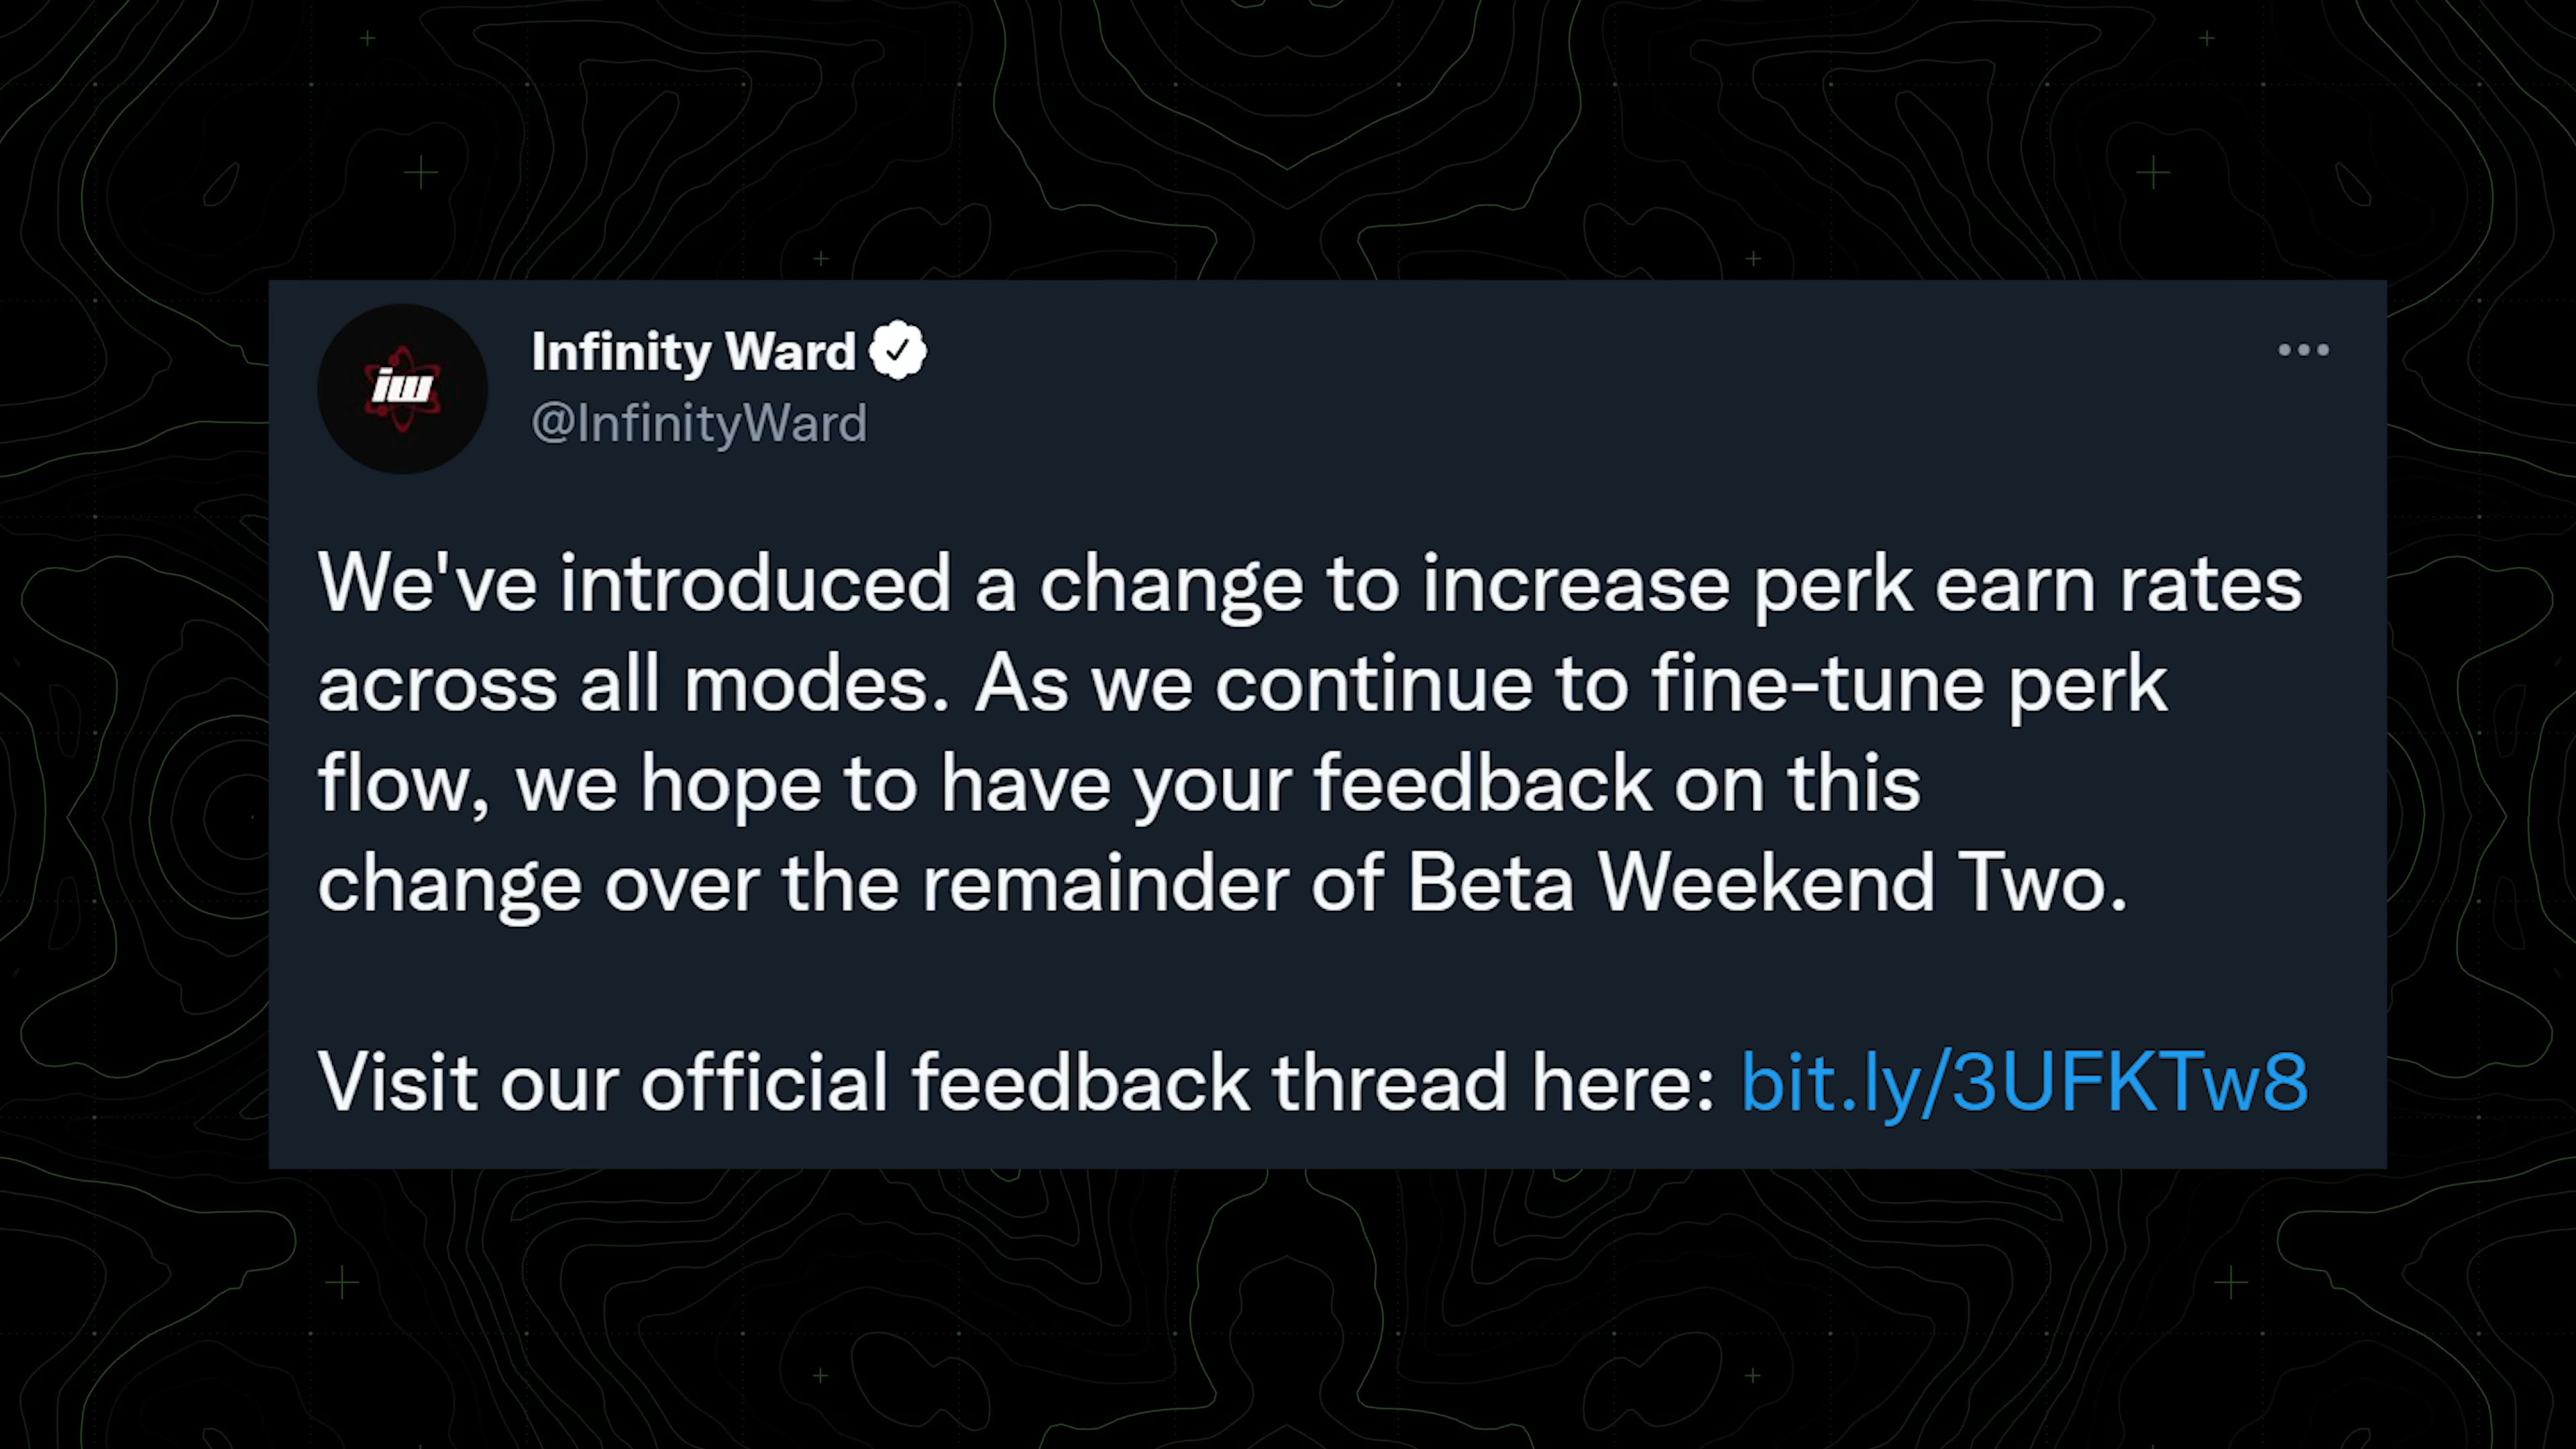 Infinity Ward
@InfinityWard
iw
We've introduced a change to increase perk earn rates
across all modes. As we continue to fine-tune perk
flow, we hope to have your feedback on this
change over the remainder of Beta Weekend Two.
Visit our official feedback thread here: bit.ly/3UFKTw8